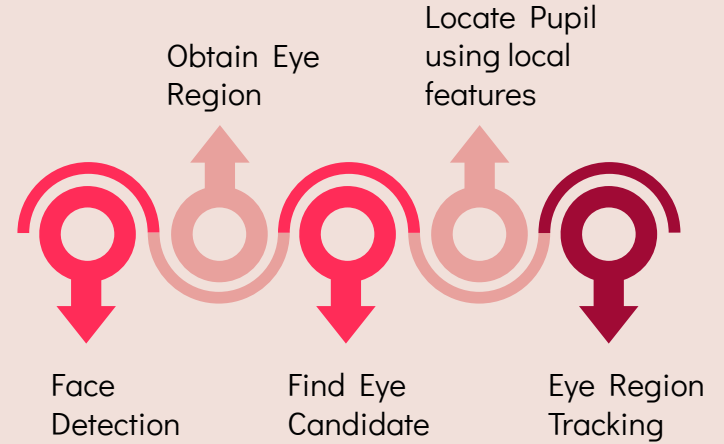 Face
Detection
Obtain Eye
Region
Find Eye
Candidate
Locate Pupil
using local
features
Eye Region
Tracking